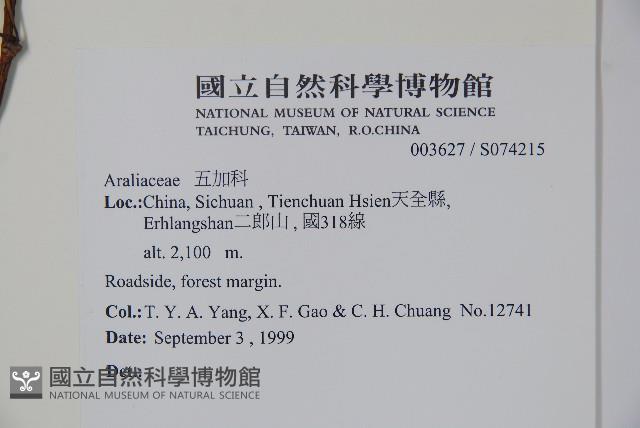 國立自然科學博物館
NATIONAL MUSEUM OF NATURAL SCIENCE
TAICHUNG, TAIWAN, R.O.CHINA
003627 / S074215
Araliaceae 五加科
Loc.:China, Sichuan , Tienchuan Hsien天全縣,
Erhlangshan二郎山 , 國318線
alt. 2,100 m.
Roadside, forest margin.
Col.: T. Y. A. Yang, X. F. Gao & C. H. Chuang No.12741
Date: September 3 , 1999
國立自然科學博物館
NATIONAL MUSEUM OF NATURAL SCIENCE